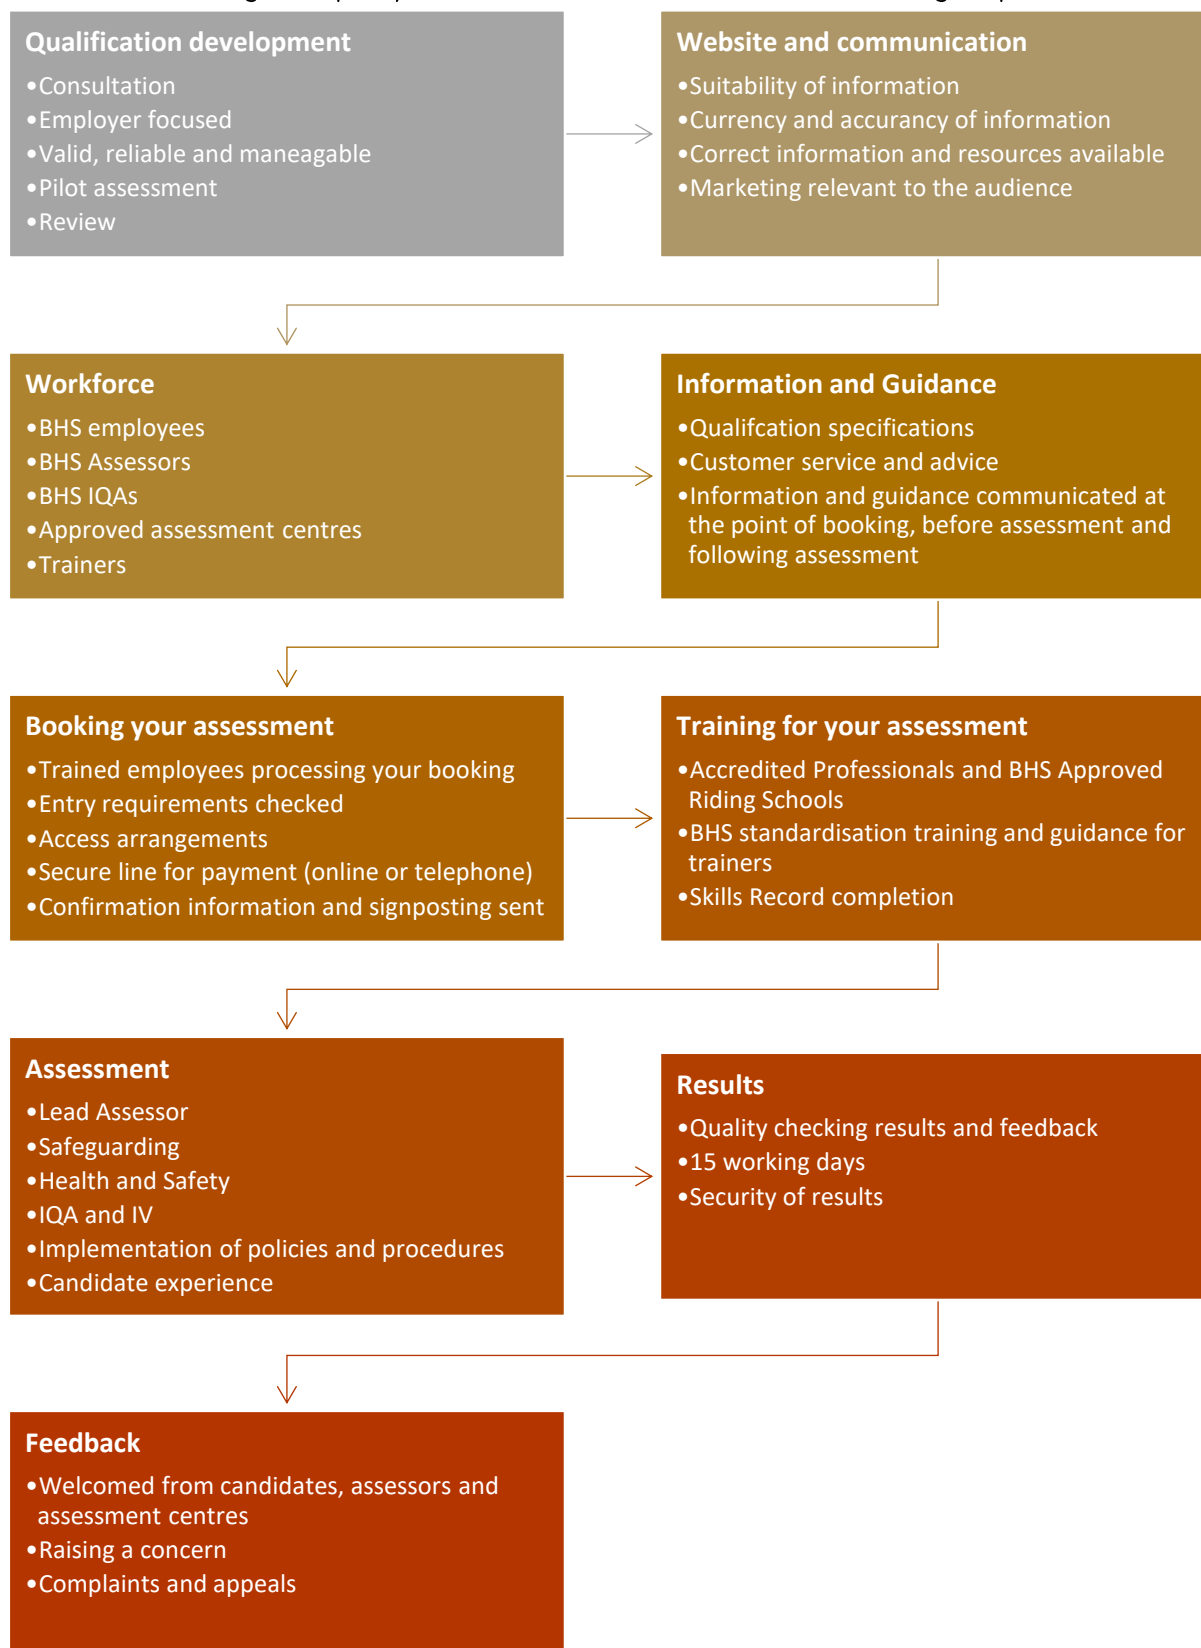 Qualification development
•Consultation
•Employer focused
•Valid, reliable and maneagable
•Pilot assessment
•Review
Website and communication
•Suitability of information
•Currency and accurancy of information
•Correct information and resources available
•Marketing relevant to the audience
Workforce
•BHS employees
•BHS Assessors
•BHS IQAs
•Approved assessment centres
•Trainers
Information and Guidance
•Qualifcation specifications
•Customer service and advice
•Information and guidance communicated at
the point of booking, before assessment and
following assessment
Booking your assessment
•Trained employees processing your booking
•Entry requirements checked
•Access arrangements
•Secure line for payment (online or telephone)
•Confirmation information and signposting sent
Training for your assessment
•Accredited Professionals and BHS Approved
Riding Schools
•BHS standardisation training and guidance for
trainers
•Skills Record completion
Assessment
•Lead Assessor
•Safeguarding
•Health and Safety
•IQA and IV
•Implementation of policies and procedures
•Candidate experience
Results
•Quality checking results and feedback
•15 working days
•Security of results
Feedback
•Welcomed from candidates, assessors and
assessment centres
•Raising a concern
•Complaints and appeals